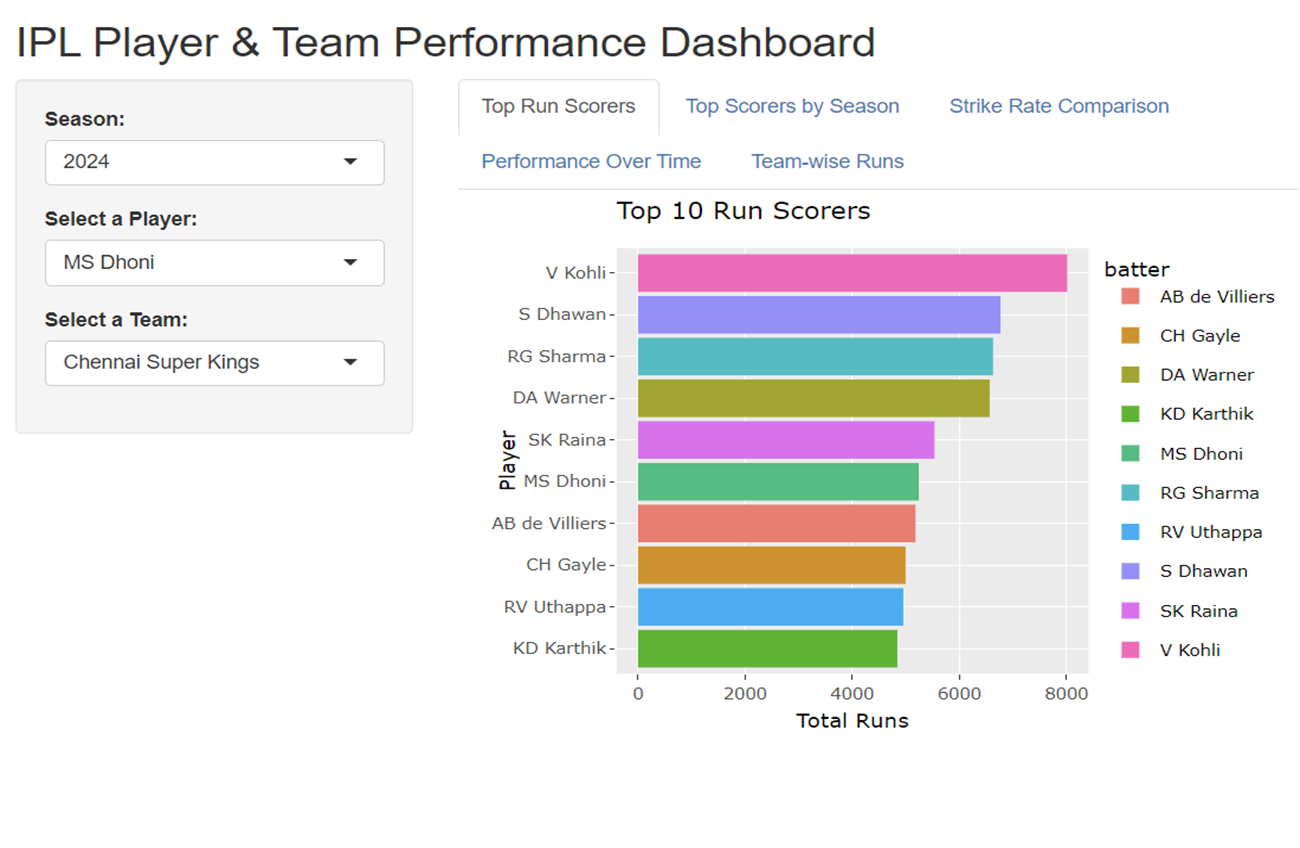 IPL Player & Team Performance Dashboard
Season:
2024
Select a Player:
MS Dhoni
Select a Team:
Chennai Super Kings
Top Run Scorers
Top Scorers by Season
Strike Rate Comparison
Performance Over Time
Team-wise Runs
Top 10 Run Scorers
Player
V Kohli
S Dhawan
RG Sharma
DA Warner
SK Raina
MS Dhoni
AB de Villiers
CH Gayle
RV Uthappa
KD Karthik
0
2000
4000
6000
8000
Total Runs
batter
AB de Villiers
CH Gayle
DA Warner
KD Karthik
MS Dhoni
RG Sharma
RV Uthappa
S Dhawan
SK Raina
V Kohli